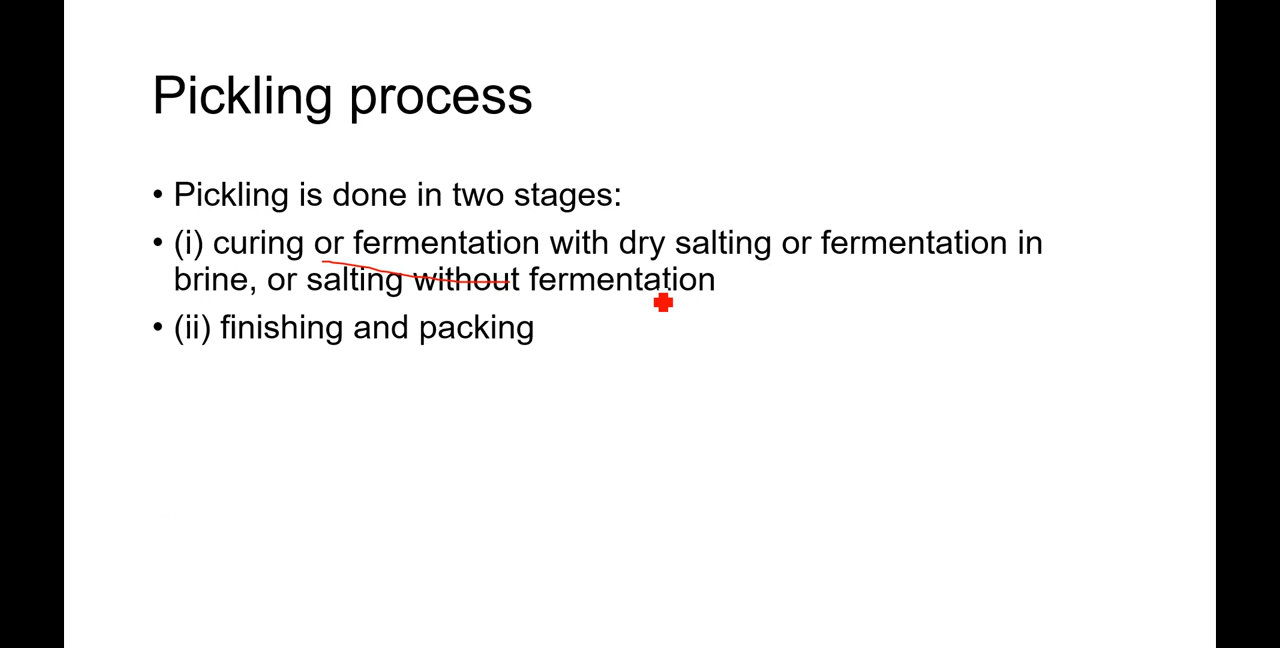 Pickling process
• Pickling is done in two stages:
• (i) curing or fermentation with dry salting or fermentation in
brine, or salting without fermentation
• (ii) finishing and packing